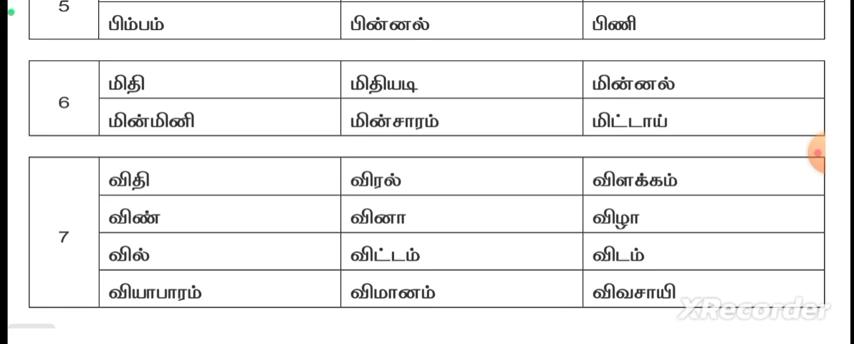 5
பிம்பம் பின்னல் பிணி
6
மிதி மிதியடி மின்னல்
மின்மினி மின்சாரம் மிட்டாய்
7
விதி விரல் விளக்கம்
விண் வினா விழா
வில் விட்டம் விடம்
வியாபாரம் விமானம் விவசாயி
XRecorder